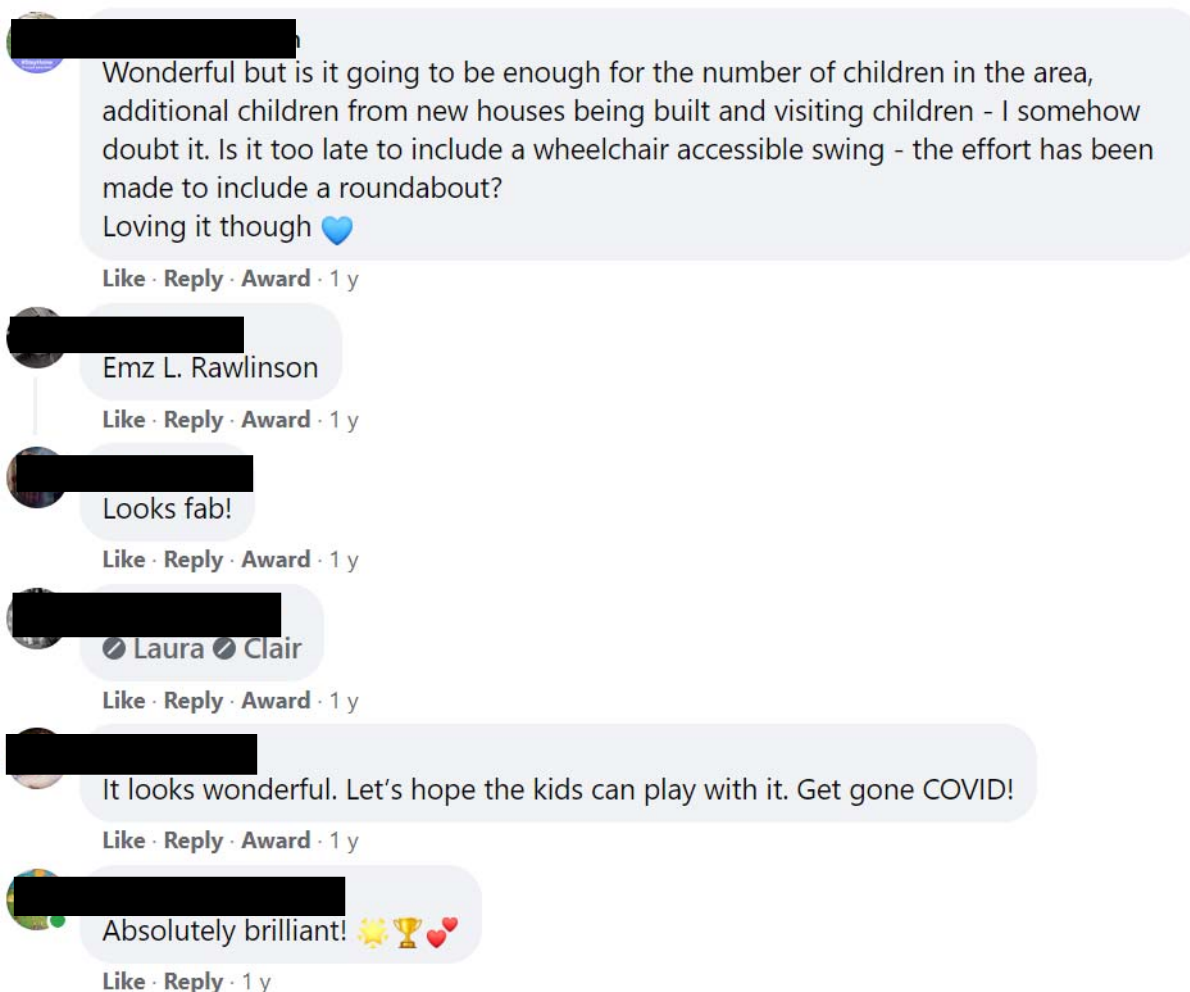 Wonderful but is it going to be enough for the number of children in the area,
additional children from new houses being built and visiting children - I somehow
doubt it. Is it too late to include a wheelchair accessible swing - the effort has been
made to include a roundabout?
Loving it though 💙
Like · Reply · Award · 1 y
Emz L. Rawlinson
Like · Reply · Award · 1 y
Looks fab!
Like · Reply · Award · 1 y
Laura Clair
Like · Reply · Award · 1 y
It looks wonderful. Let's hope the kids can play with it. Get gone COVID!
Like · Reply · Award · 1 y
Absolutely brilliant! 🌟🏆💕
Like · Reply · 1 y